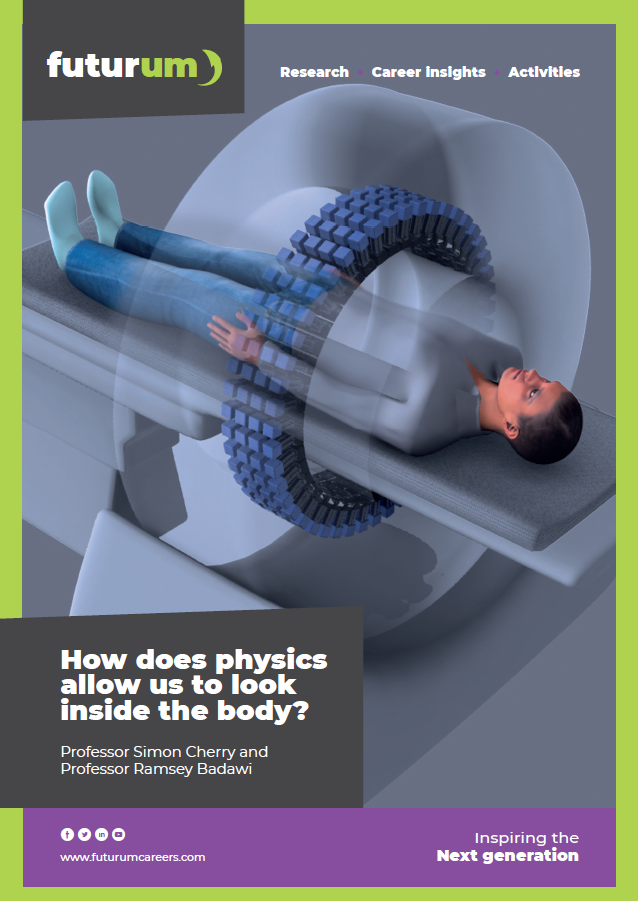 futurum
Research • Career insights • Activities
How does physics
allow us to look
inside the body?
Professor Simon Cherry and
Professor Ramsey Badawi
www.futurumcareers.com
Inspiring the
Next generation